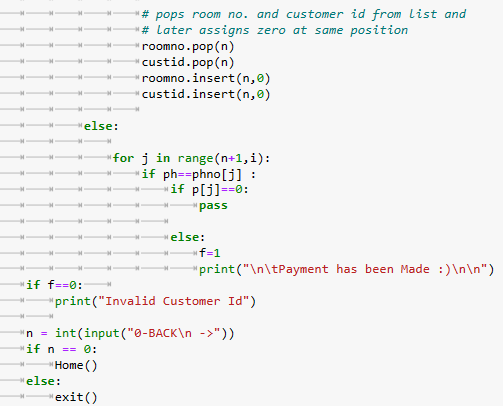 # pops room no. and customer id from list and
# later assigns zero at same position
roomno.pop(n)
custid.pop(n)
roomno.insert(n,0)
custid.insert(n,0)
else:
for j in range(n+1,i):
if ph==phno[j] :
if p[j]==0:
pass
else:
f=1
print("\n\tPayment has been Made :)\n\n")
if f==0:
print("Invalid Customer Id")
n = int(input("0-BACK\n ->"))
if n == 0:
Home()
else:
exit()